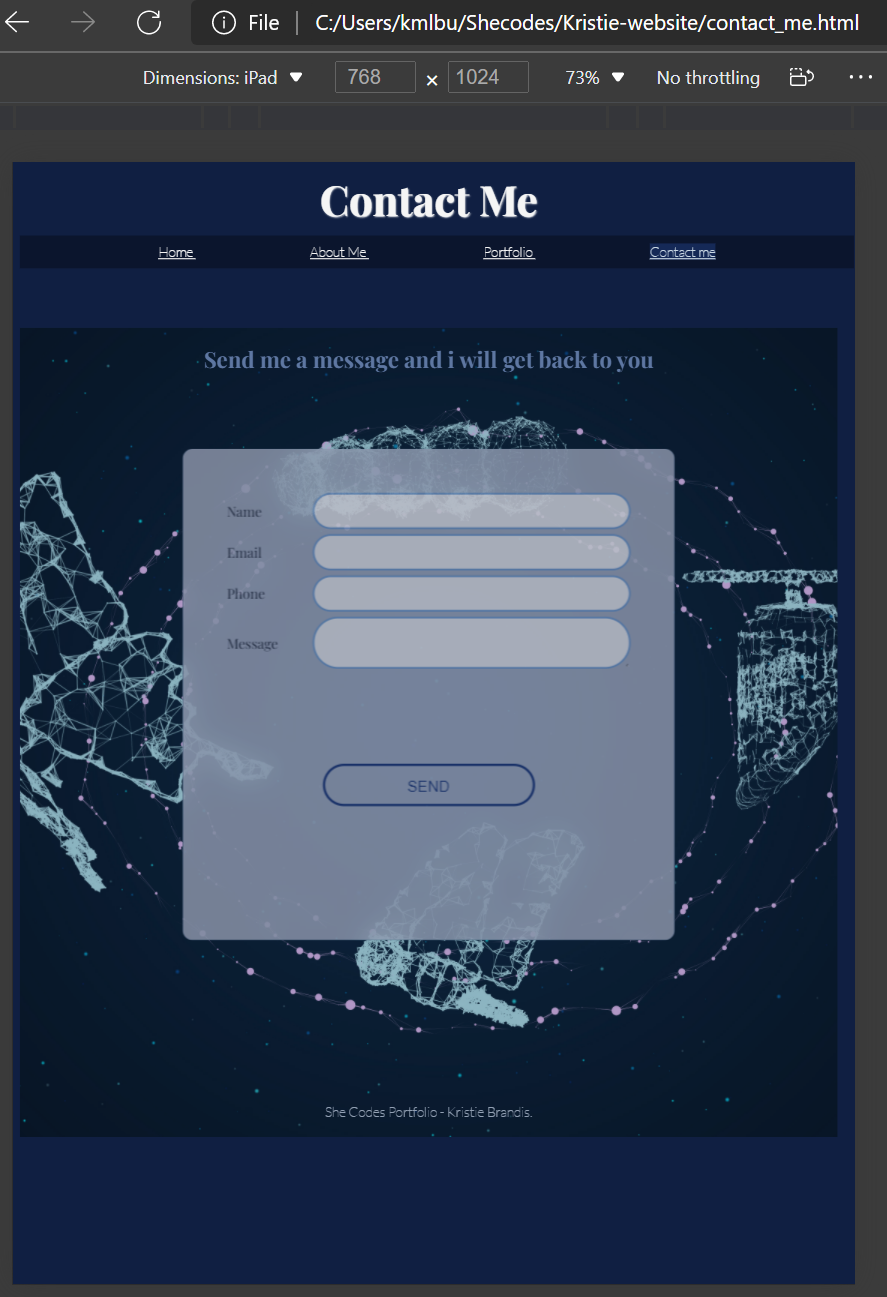 File | C:/Users/kmlbu/Shecodes/Kristie-website/contact_me.html
Dimensions: iPad 768 × 1024 73% No throttling
Contact Me
Home About Me Portfolio Contact me
Send me a message and i will get back to you
Name
Email
Phone
Message
SEND
She Codes Portfolio - Kristie Brandis.